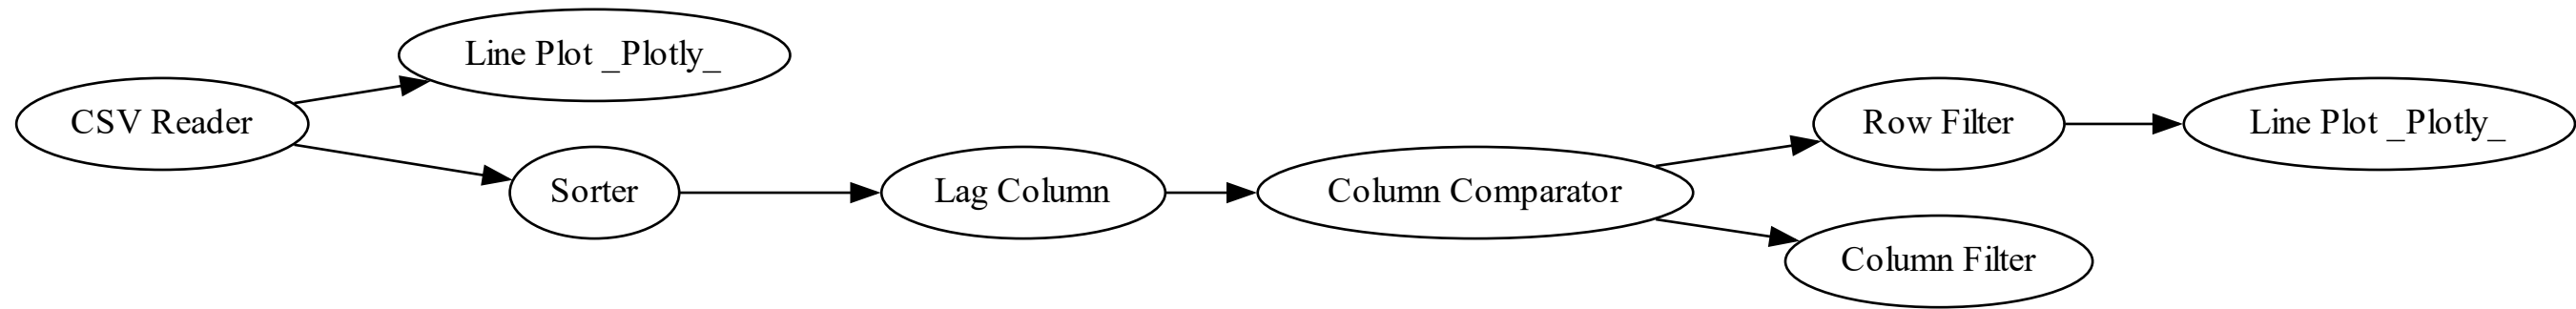 CSV Reader
Line Plot _Plotly_
Sorter
Lag Column
Column Comparator
Row Filter
Line Plot _Plotly_
Column Filter